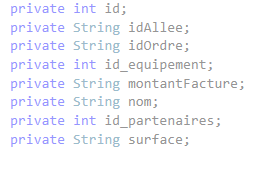 private int id;
private String idAllee;
private String idOrdre;
private int id_equipement;
private String montantFacture;
private String nom;
private int id_partenaires;
private String surface;